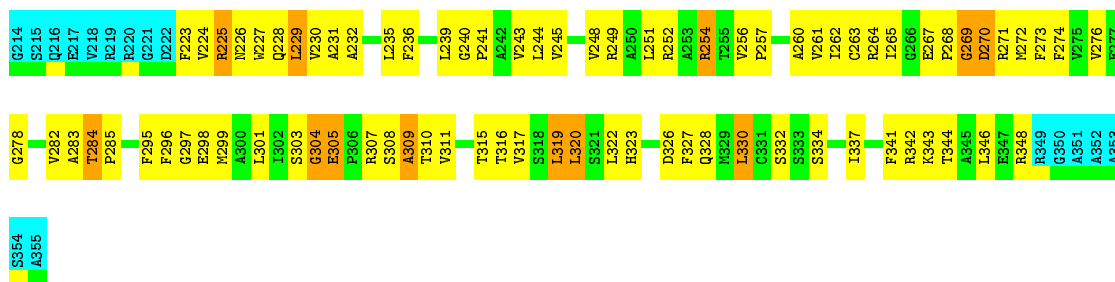 G214 S215 Q216 E217 V218 R219 R220 G221 D222 F223 V224 R225 N226 W227 Q228 L229 V230 A231 A232 L235 F236 L239 G240 P241 A242 V243 L244 V245 V248 R249 A250 L251 R252 A253 R254 T255 V256 P257 A260 V261 I262 C263 R264 I265 G266 E267 P268 G269 D270 R271 M272 F273 F274 V275 V276
G278 V282 A283 T284 P285 F295 F296 G297 E298 M299 A300 L301 I302 S303 G304 E305 P306 R307 S308 A309 T310 V311 T315 T316 V317 S318 L319 L320 S321 L322 H323 D326 F327 Q328 M329 L330 C331 S332 S333 S334 I337 F341 R342 K343 T344 A345 L346 E347 R348 R349 G350 A351 A352
S354 A355